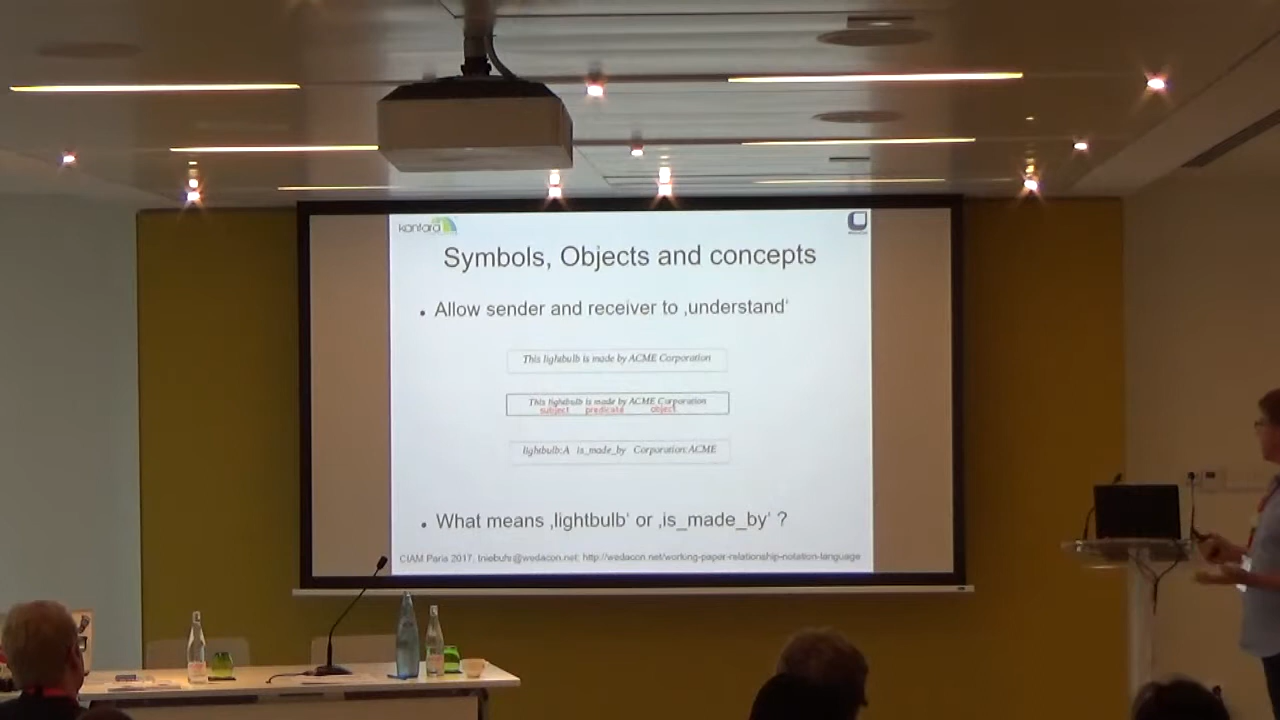 kantara
Symbols, Objects and concepts
• Allow sender and receiver to ‚understand‘
This lightbulb is made by ACME Corporation
This lightbulb is made by ACME Corporation
subject predicate object
lightbulb:A is_made_by Corporation:ACME
• What means ‚lightbulb‘ or ‚is_made_by‘ ?
CIAM Paris 2017: tniebuhr@wedacon.net; http://wedacon.net/working-paper-relationship-notation-language